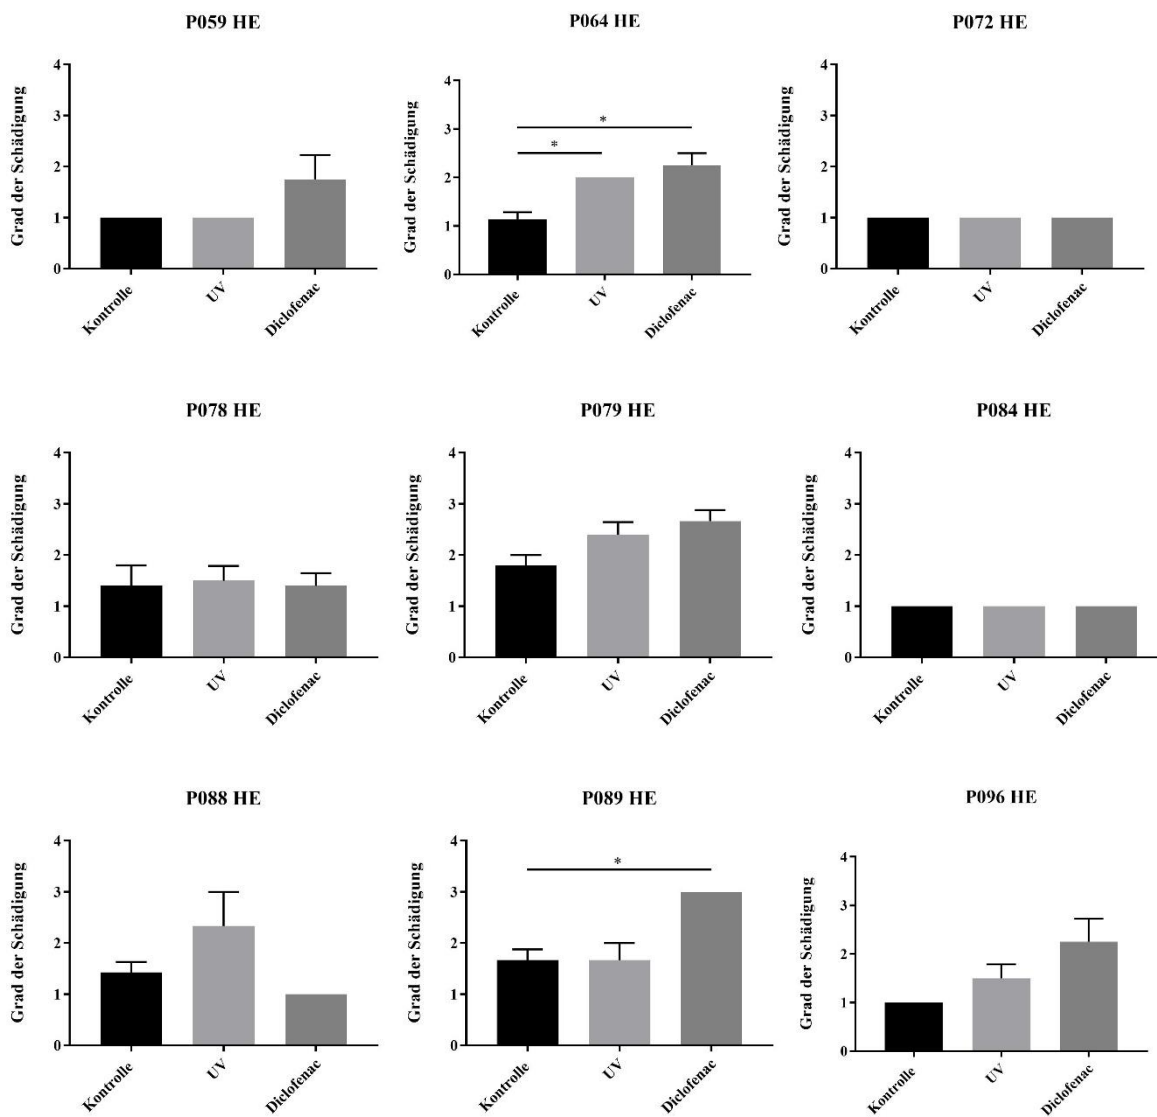 P059 HE
Grad der Schädigung
4
3
2
1
0
Kontrolle
UV
Diclofenac
P064 HE
Grad der Schädigung
4
3
2
1
0
*
*
Kontrolle
UV
Diclofenac
P072 HE
Grad der Schädigung
4
3
2
1
0
Kontrolle
UV
Diclofenac
P078 HE
Grad der Schädigung
4
3
2
1
0
Kontrolle
UV
Diclofenac
P079 HE
Grad der Schädigung
4
3
2
1
0
Kontrolle
UV
Diclofenac
P084 HE
Grad der Schädigung
4
3
2
1
0
Kontrolle
UV
Diclofenac
P088 HE
Grad der Schädigung
4
3
2
1
0
Kontrolle
UV
Diclofenac
P089 HE
Grad der Schädigung
4
3
2
1
0
*
Kontrolle
UV
Diclofenac
P096 HE
Grad der Schädigung
4
3
2
1
0
Kontrolle
UV
Diclofenac